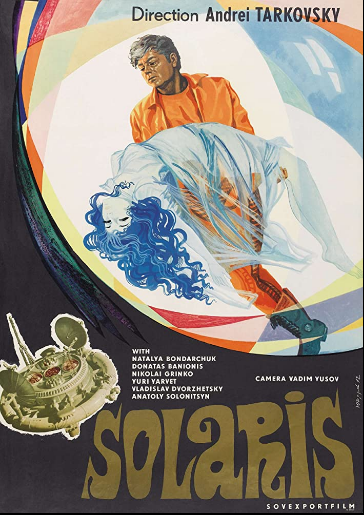 Direction Andrei TARKOVSKY
WITH
NATALYA BONDARCHUK
DONATAS BANIONIS
NIKOLAI GRINKO
YURI YARVET
VLADISLAV DVORZHETSKY
ANATOLY SOLONITSYN
CAMERA VADIM YUSOV
SOLARIS
SOVEXPORTFILM